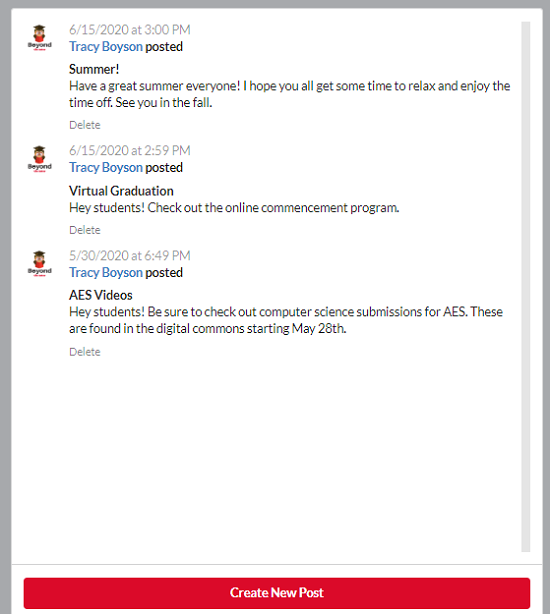 6/15/2020 at 3:00 PM
Beyond
Tracy Boyson posted
Summer!
Have a great summer everyone! I hope you all get some time to relax and enjoy the
time off. See you in the fall.
Delete
6/15/2020 at 2:59 PM
Beyond
Tracy Boyson posted
Virtual Graduation
Hey students! Check out the online commencement program.
Delete
5/30/2020 at 6:49 PM
Beyond
Tracy Boyson posted
AES Videos
Hey students! Be sure to check out computer science submissions for AES. These
are found in the digital commons starting May 28th.
Delete
Create New Post